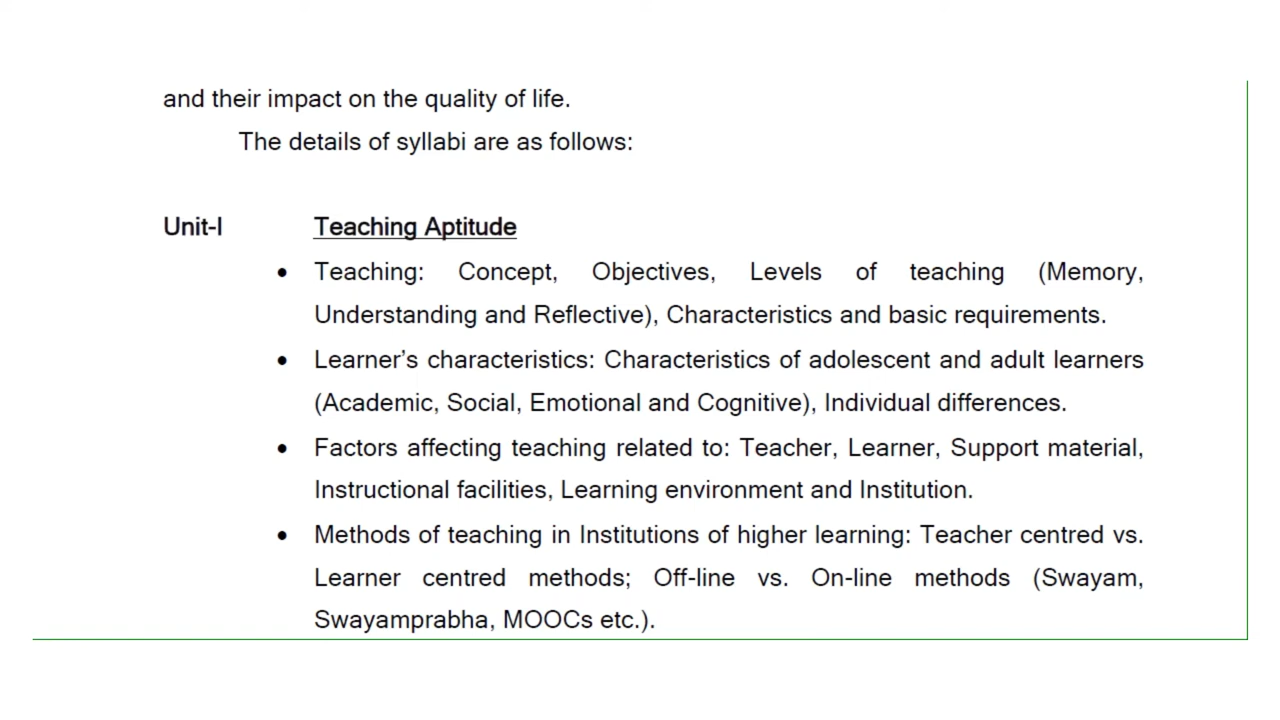 and their impact on the quality of life.
The details of syllabi are as follows:
Unit-I Teaching Aptitude
• Teaching: Concept, Objectives, Levels of teaching (Memory,
Understanding and Reflective), Characteristics and basic requirements.
• Learner’s characteristics: Characteristics of adolescent and adult learners
(Academic, Social, Emotional and Cognitive), Individual differences.
• Factors affecting teaching related to: Teacher, Learner, Support material,
Instructional facilities, Learning environment and Institution.
• Methods of teaching in Institutions of higher learning: Teacher centred vs.
Learner centred methods; Off-line vs. On-line methods (Swayam,
Swayamprabha, MOOCs etc.).